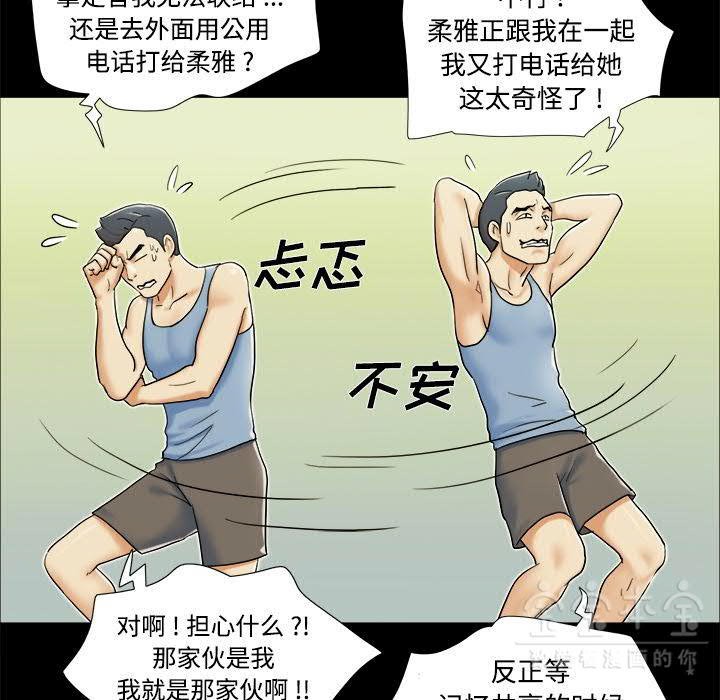 还是去外面用公用
电话打给柔雅?
柔雅正跟我在一起
我又打电话给她
这太奇怪了!
忐忑
不安
对啊!担心什么?!
那家伙是我
我就是那家伙啊!!
反正等